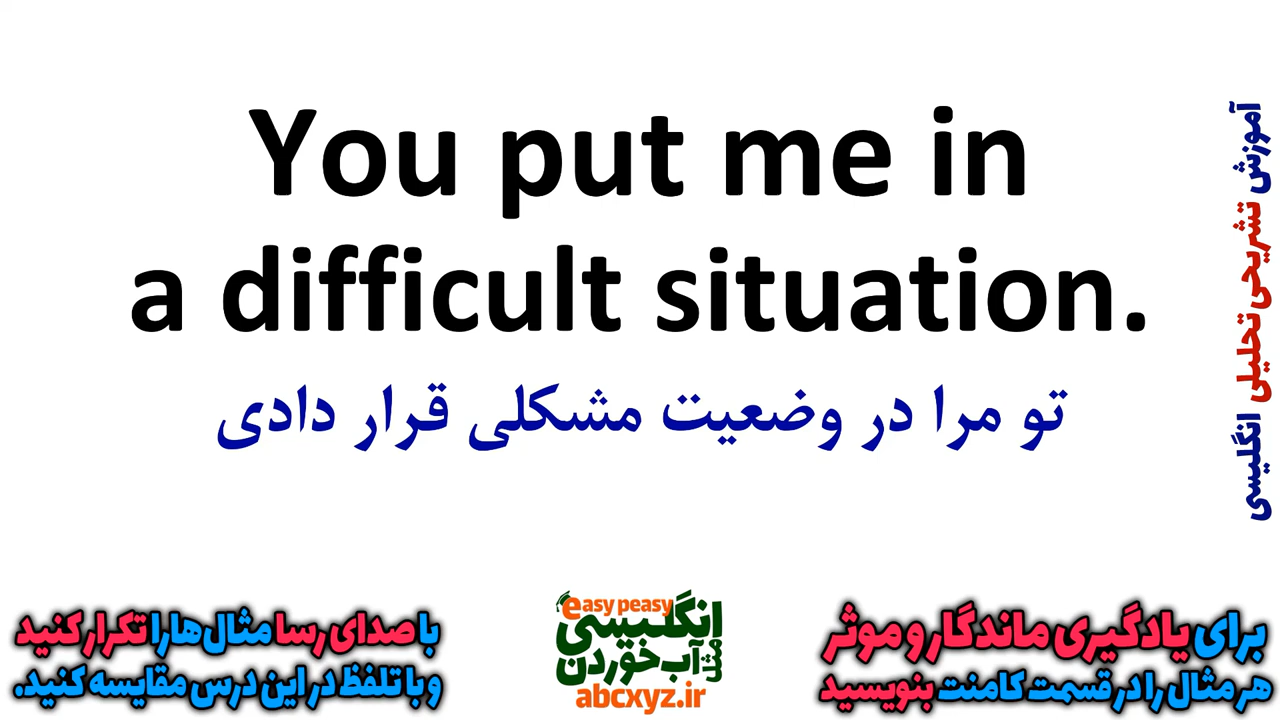 You put me in
a difficult situation.
تو مرا در وضعیت مشکلی قرار دادی
آموزش تشریحی تحلیلی انگلیسی
برای یادگیری ماندگار و موثر
هر مثال را در قسمت کامنت بنویسید
easy peasy
انگلیسی
مثل آب خوردن
abcxyz.ir
با صدای رسا مثال‌ها را تکرار کنید
و با تلفظ در این درس مقایسه کنید.